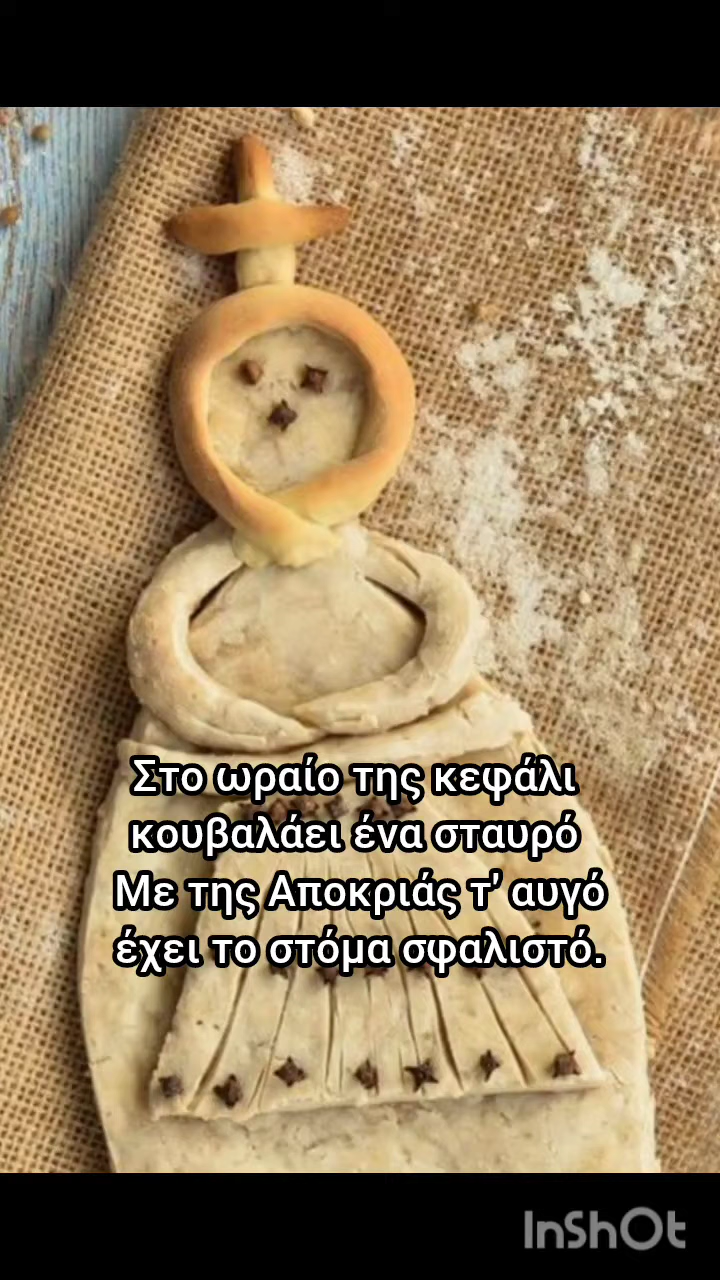 Στο ωραίο της κεφάλι
κουβαλάει ένα σταυρό
Με της Αποκριάς τ' αυγό
έχει το στόμα σφαλιστό.
InShOt